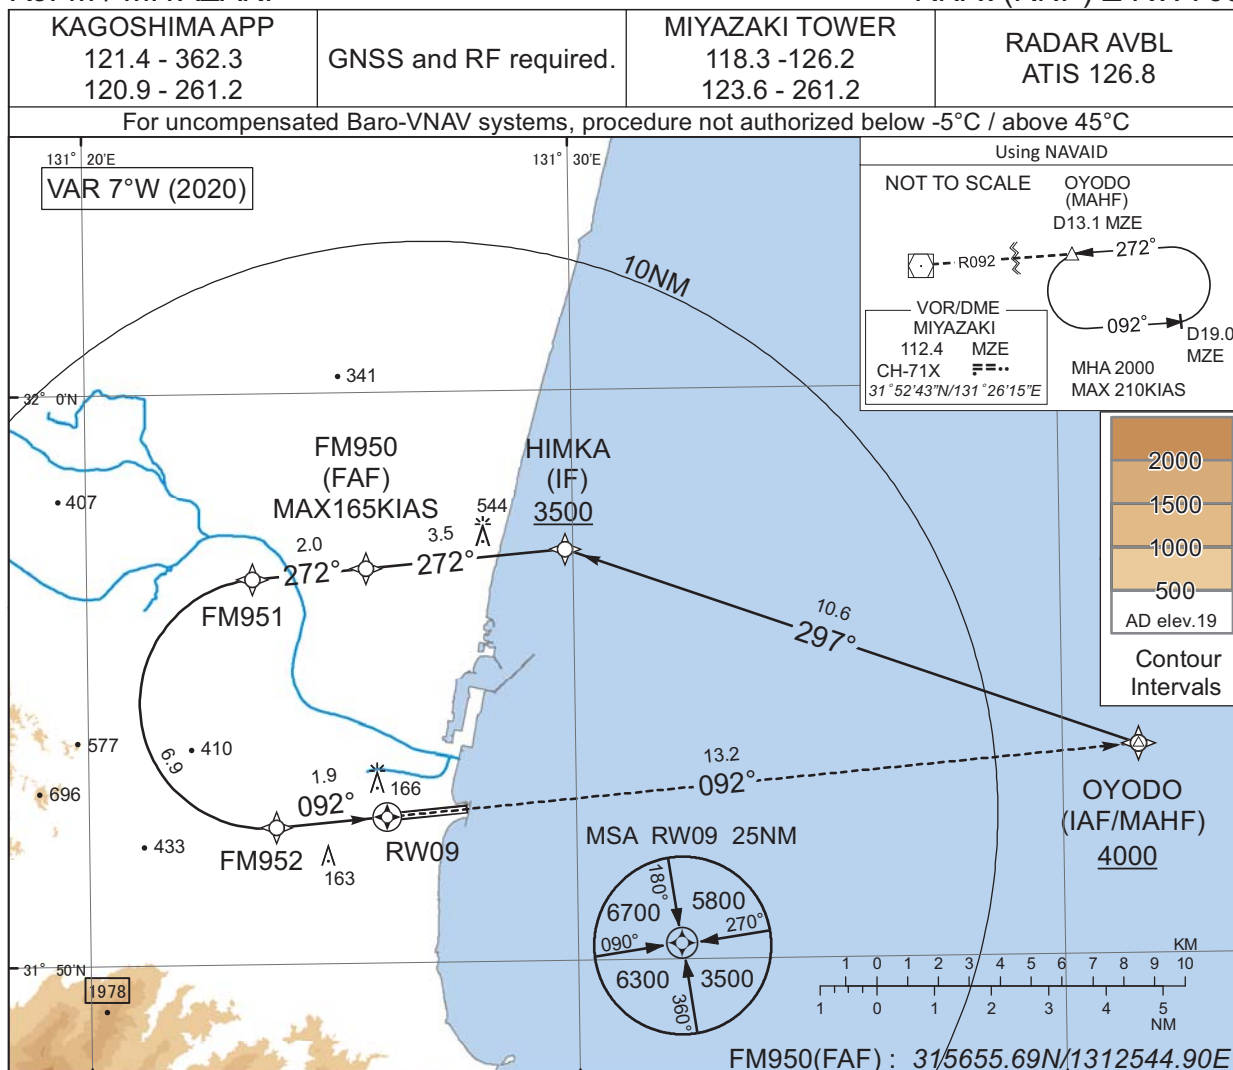 KAGOSHIMA APP
121.4 - 362.3
120.9 - 261.2
GNSS and RF required.
MIYAZAKI TOWER
118.3 -126.2
123.6 - 261.2
RADAR AVBL
ATIS 126.8
For uncompensated Baro-VNAV systems, procedure not authorized below -5°C / above 45°C
131° 20'E
131° 30'E
VAR 7°W (2020)
Using NAVAID
NOT TO SCALE
OYODO
(MAHF)
D13.1 MZE
R092
272°
092°
D19.0
MZE
VOR/DME
MIYAZAKI
112.4 MZE
CH-71X
31°52'43"N/131°26'15"E
MHA 2000
MAX 210KIAS
10NM
341
32° 0'N
407
FM950
(FAF)
MAX165KIAS
HIMKA
(IF)
3500
544
2.0
272°
3.5
272°
FM951
10.6
297°
2000
1500
1000
500
AD elev.19
Contour
Intervals
577
410
6.9
696
433
1.9
092°
166
13.2
092°
FM952
RW09
163
OYODO
(IAF/MAHF)
4000
MSA RW09 25NM
180°
6700
5800
270°
090°
6300
3500
360°
31° 50'N
1978
KM
1 0 1 2 3 4 5 6 7 8 9 10
1 0 1 2 3 4 5
NM
FM950(FAF) : 315655.69N/1312544.90E